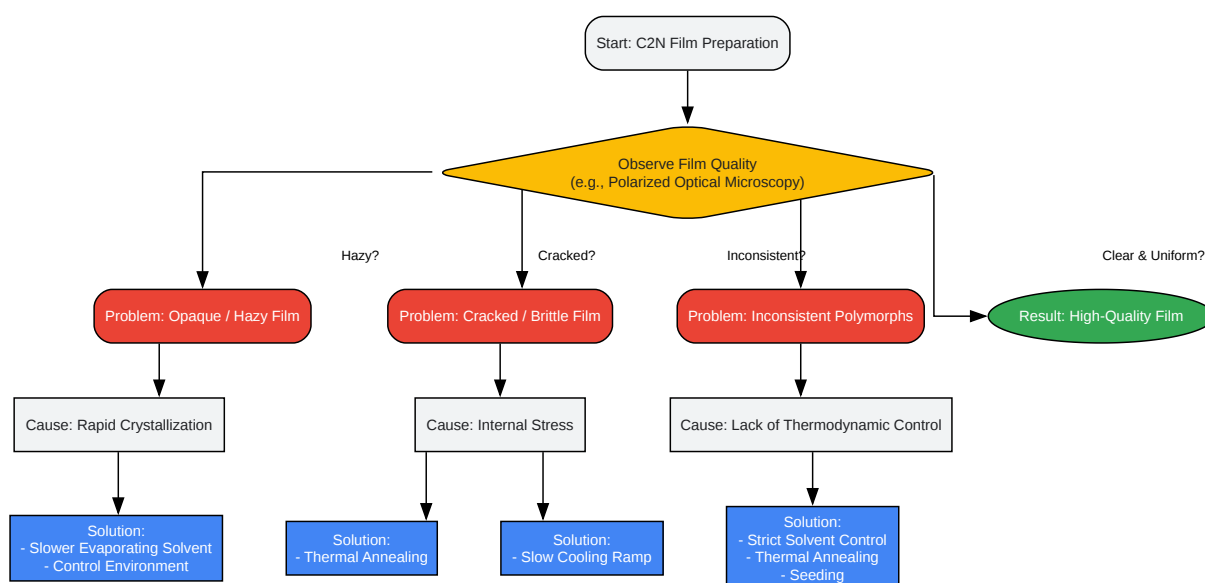 Start: C2N Film Preparation
Observe Film Quality
(e.g., Polarized Optical Microscopy)
Hazy?
Cracked?
Inconsistent?
Clear & Uniform?
Problem: Opaque / Hazy Film
Problem: Cracked / Brittle Film
Problem: Inconsistent Polymorphs
Result: High-Quality Film
Cause: Rapid Crystallization
Cause: Internal Stress
Cause: Lack of Thermodynamic Control
Solution:
- Slower Evaporating Solvent
- Control Environment
Solution:
- Thermal Annealing
Solution:
- Slow Cooling Ramp
Solution:
- Strict Solvent Control
- Thermal Annealing
- Seeding